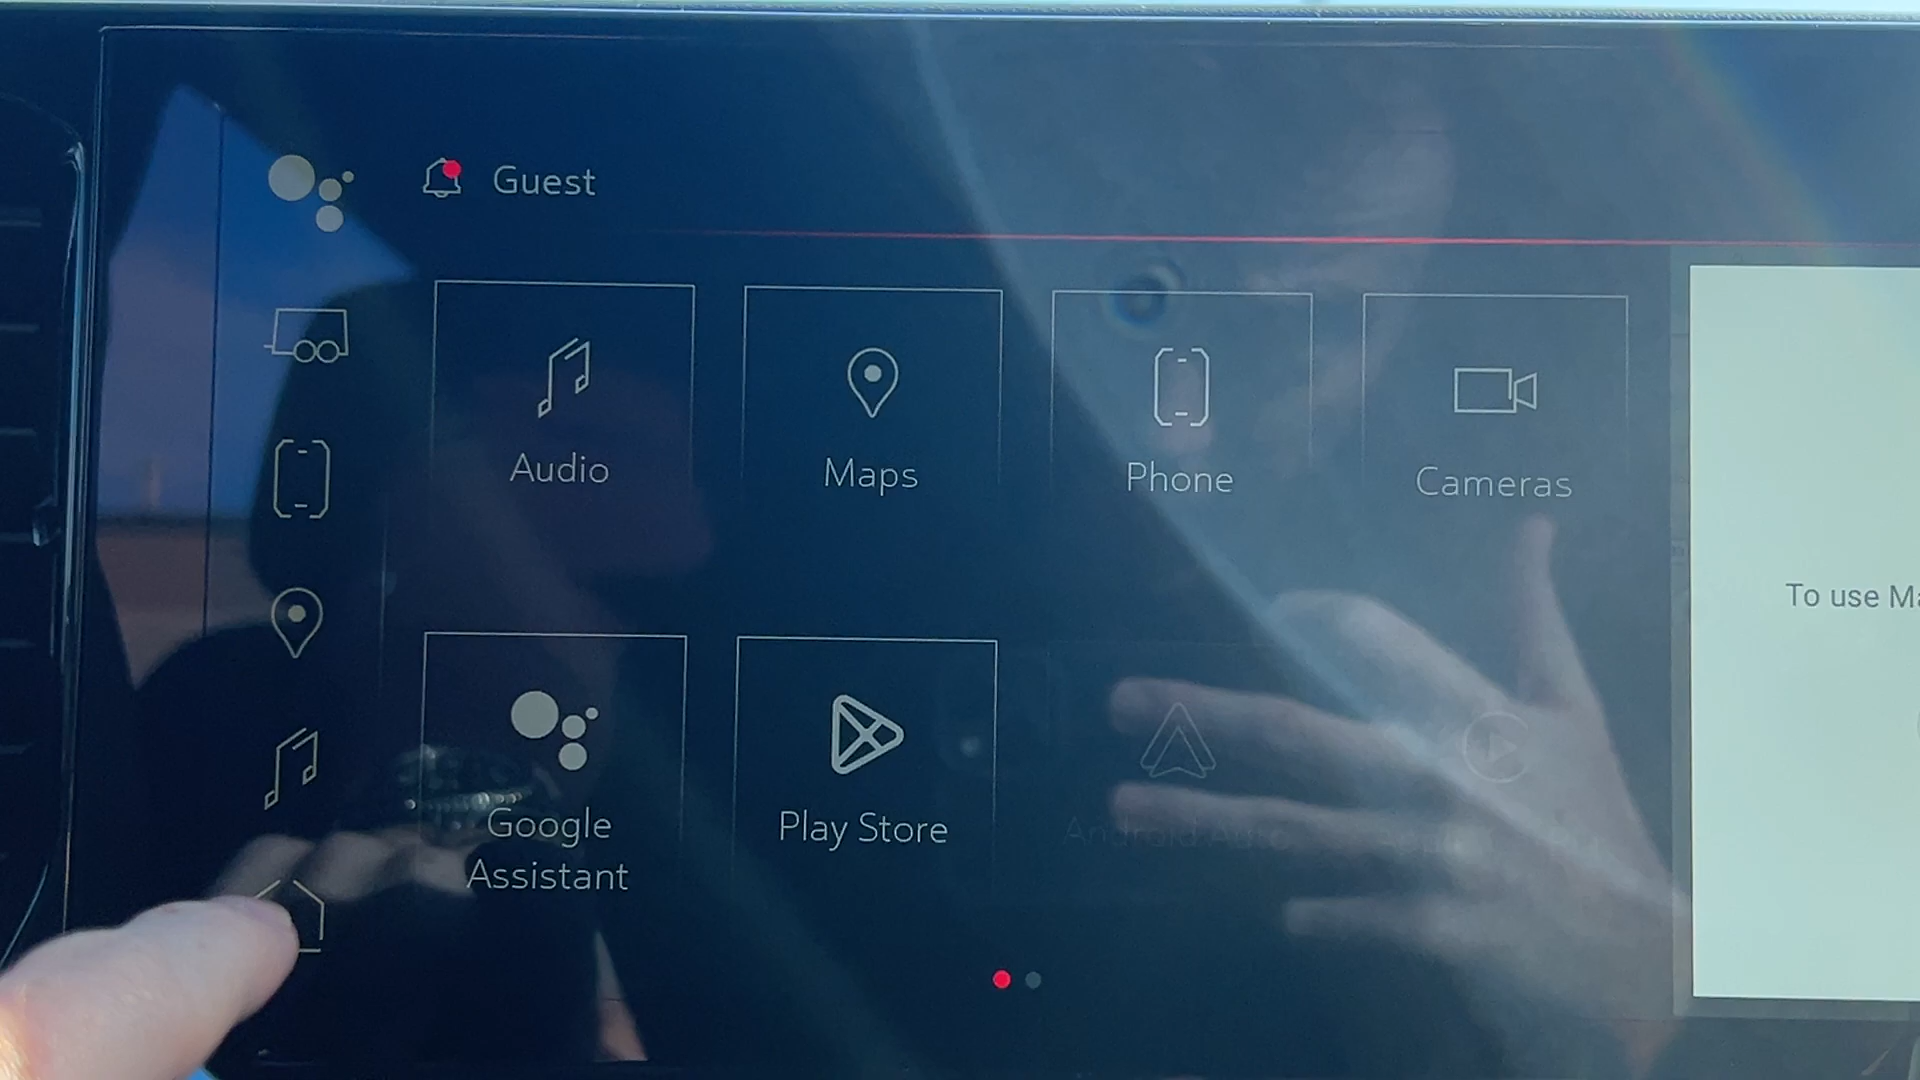 Guest
Audio
Maps
Phone
Cameras
To use Ma
Google
Assistant
Play Store
Android Auto